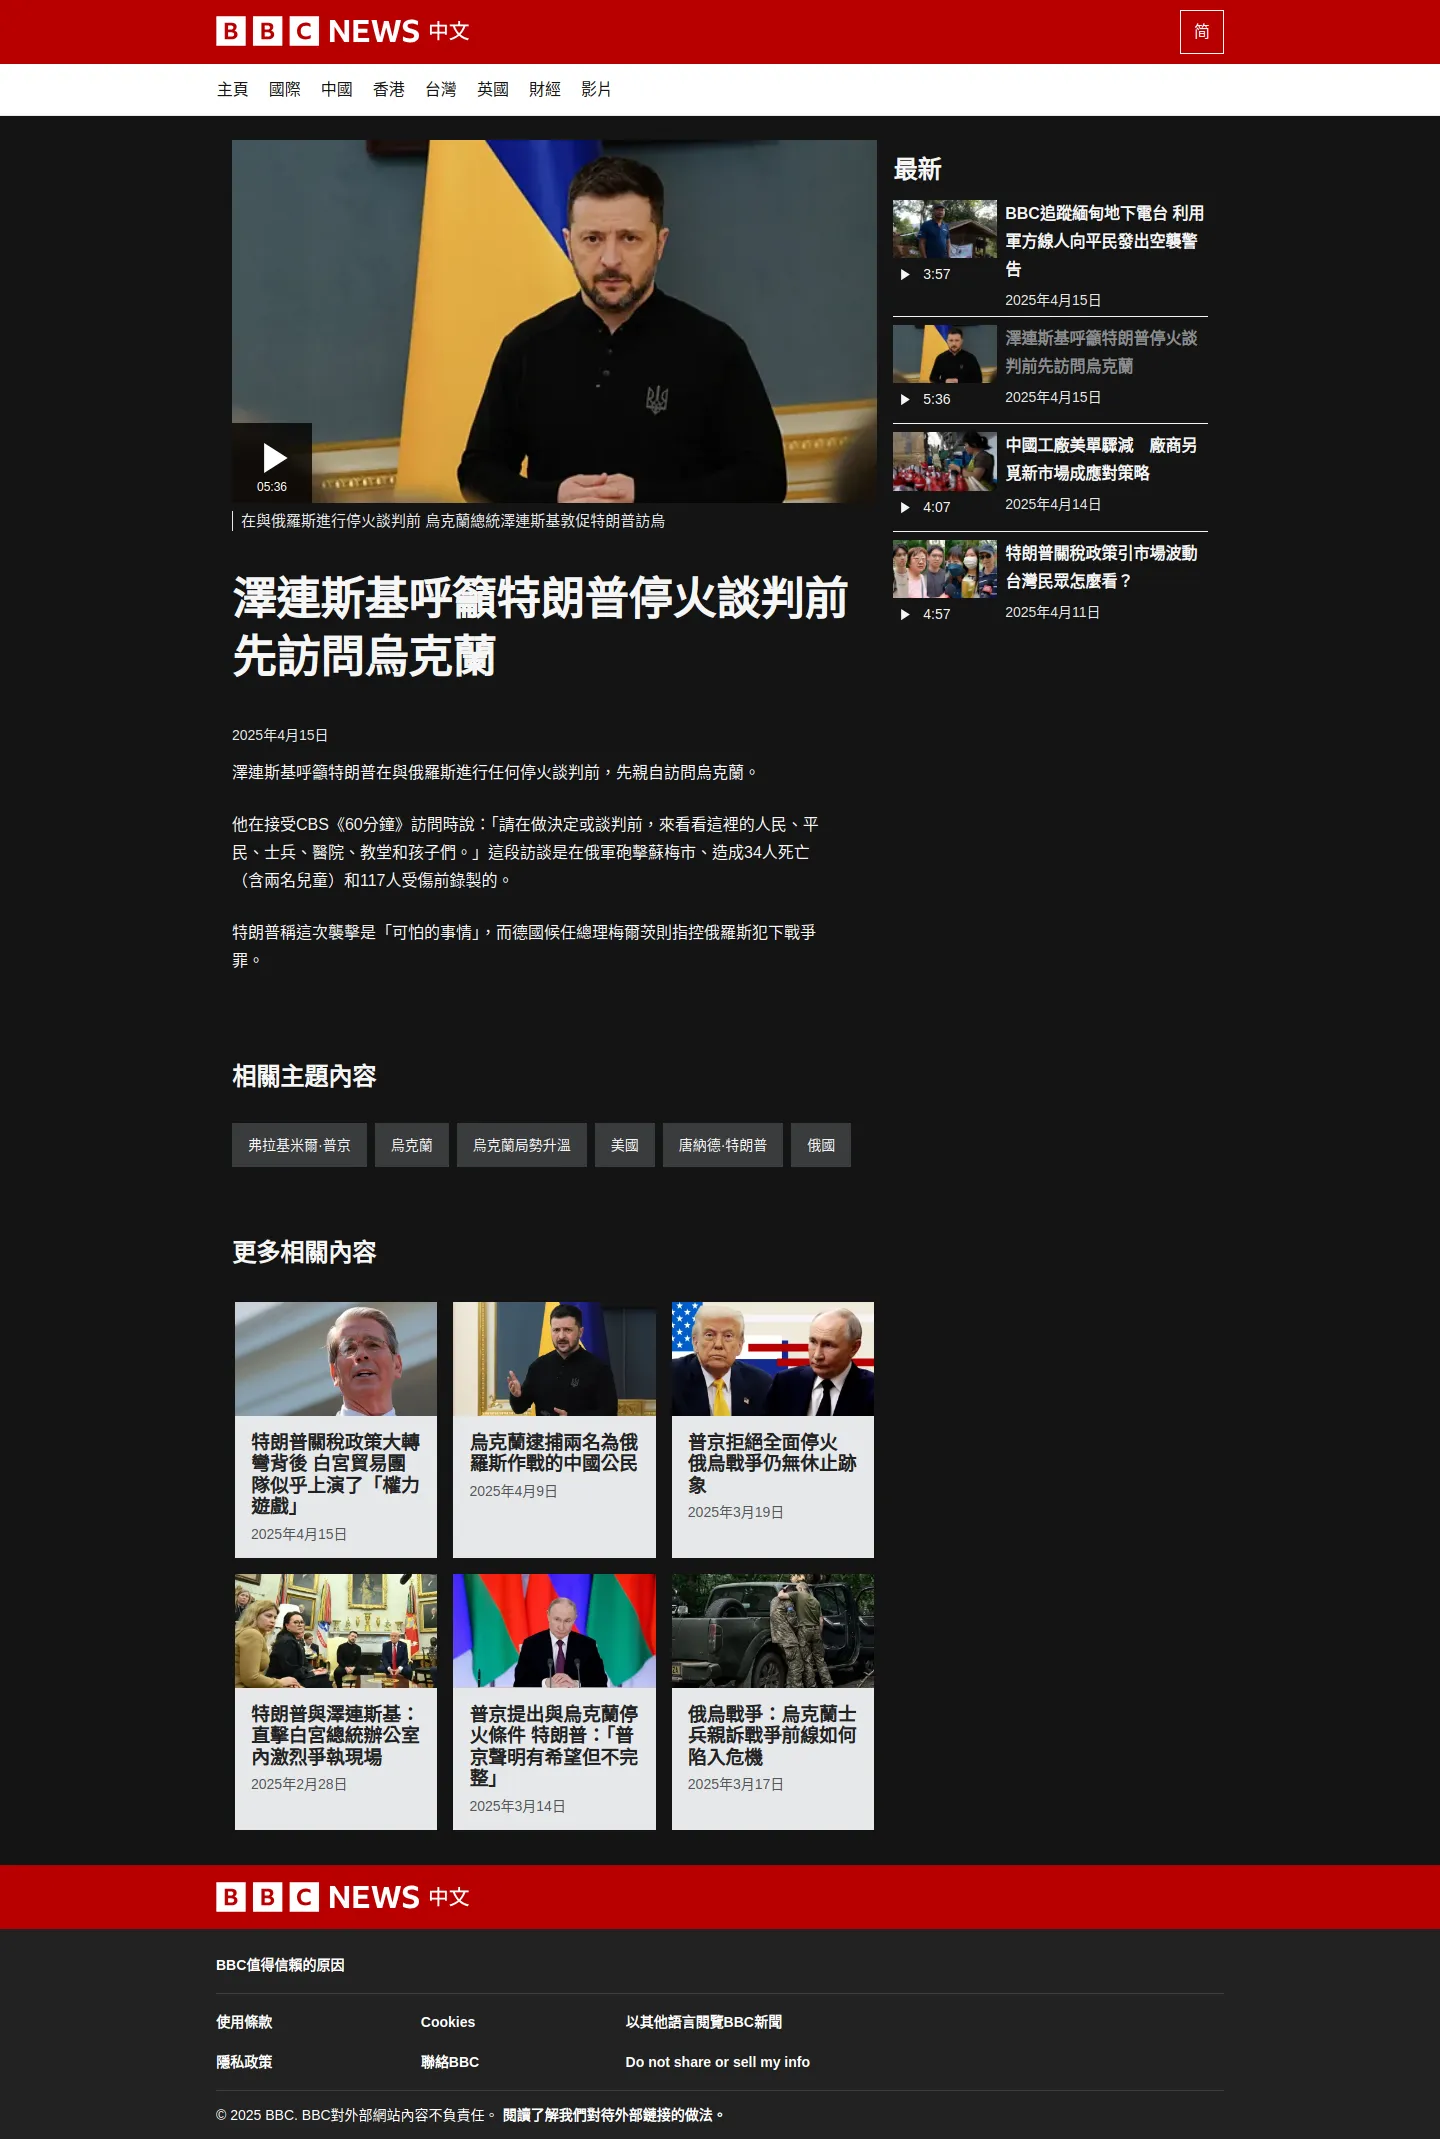 BBC NEWS 中文
简
主頁 國際 中國 香港 台灣 英國 財經 影片
05:36
在與俄羅斯進行停火談判前 烏克蘭總統澤連斯基敦促特朗普訪烏
澤連斯基呼籲特朗普停火談判前
先訪問烏克蘭
2025年4月15日
澤連斯基呼籲特朗普在與俄羅斯進行任何停火談判前，先親自訪問烏克蘭。
他在接受CBS《60分鐘》訪問時說：「請在做決定或談判前，來看看這裡的人民、平
民、士兵、醫院、教堂和孩子們。」這段訪談是在俄軍砲擊蘇梅市、造成34人死亡
（含兩名兒童）和117人受傷前錄製的。
特朗普稱這次襲擊是「可怕的事情」，而德國候任總理梅爾茨則指控俄羅斯犯下戰爭
罪。
最新
BBC追蹤緬甸地下電台 利用
軍方線人向平民發出空襲警
告
3:57
2025年4月15日
澤連斯基呼籲特朗普停火談
判前先訪問烏克蘭
5:36
2025年4月15日
中國工廠美單驟減　廠商另
覓新市場成應對策略
4:07
2025年4月14日
特朗普關稅政策引市場波動
台灣民眾怎麼看？
4:57
2025年4月11日
相關主題內容
弗拉基米爾·普京 烏克蘭 烏克蘭局勢升溫 美國 唐納德·特朗普 俄國
更多相關內容
特朗普關稅政策大轉
彎背後 白宮貿易團
隊似乎上演了「權力
遊戲」
2025年4月15日
烏克蘭逮捕兩名為俄
羅斯作戰的中國公民
2025年4月9日
普京拒絕全面停火
俄烏戰爭仍無休止跡
象
2025年3月19日
特朗普與澤連斯基：
直擊白宮總統辦公室
內激烈爭執現場
2025年2月28日
普京提出與烏克蘭停
火條件 特朗普：「普
京聲明有希望但不完
整」
2025年3月14日
俄烏戰爭：烏克蘭士
兵親訴戰爭前線如何
陷入危機
2025年3月17日
BBC NEWS 中文
BBC值得信賴的原因
使用條款 Cookies 以其他語言閱覽BBC新聞
隱私政策 聯絡BBC Do not share or sell my info
© 2025 BBC. BBC對外部網站內容不負責任。 閱讀了解我們對待外部鏈接的做法。